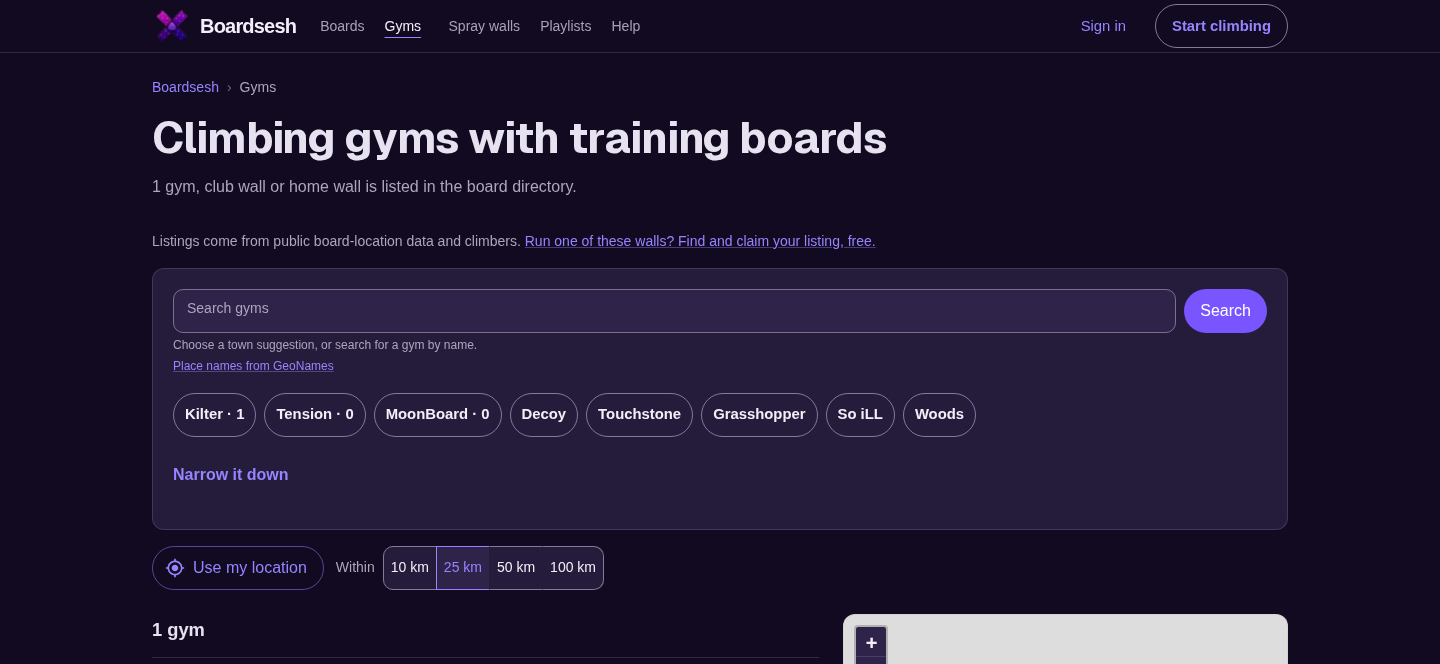 Boardsesh Boards Gyms Spray walls Playlists Help Sign in Start climbing
Boardsesh › Gyms
Climbing gyms with training boards
1 gym, club wall or home wall is listed in the board directory.
Listings come from public board-location data and climbers. Run one of these walls? Find and claim your listing, free.
Search gyms Search
Choose a town suggestion, or search for a gym by name.
Place names from GeoNames
Kilter · 1 Tension · 0 MoonBoard · 0 Decoy Touchstone Grasshopper So iLL Woods
Narrow it down
Use my location Within 10 km 25 km 50 km 100 km
1 gym
+